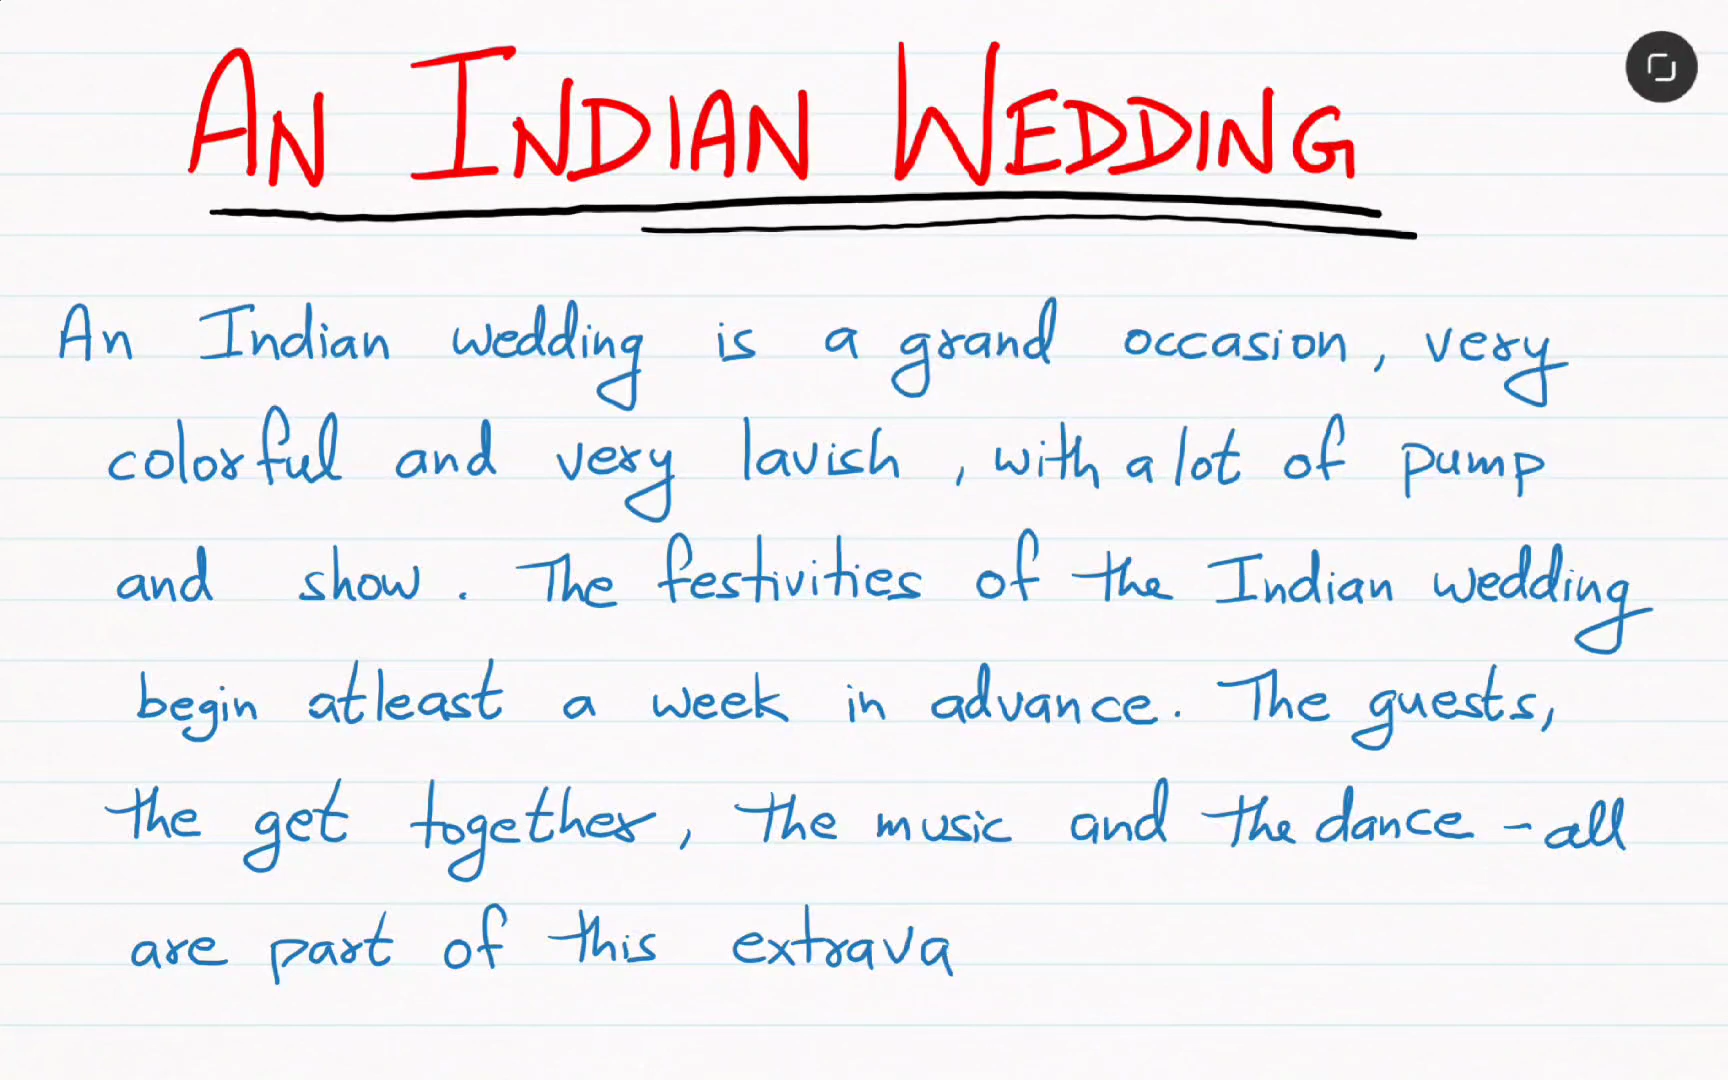 AN INDIAN WEDDING
An Indian wedding is a grand occasion, very
colorful and very lavish, with a lot of pump
and show. The festivities of the Indian wedding
begin atleast a week in advance. The guests,
the get together, the music and the dance - all
are part of this extrava